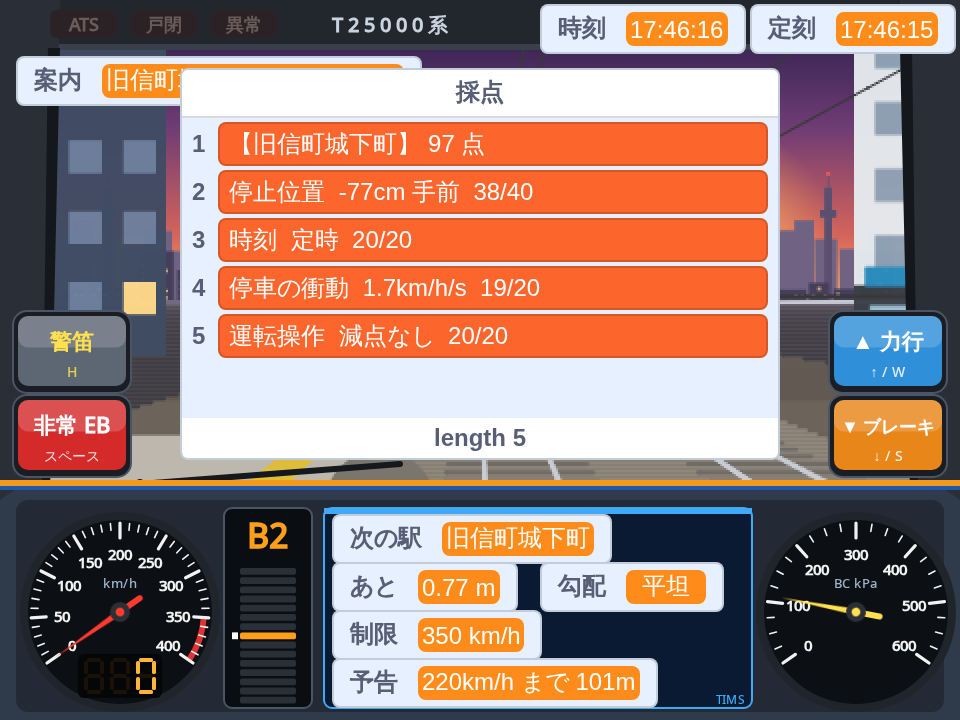 ATS 戸閉 異常 T25000系
時刻 17:46:16 定刻 17:46:15
案内 旧信町
採点
1 【旧信町城下町】 97 点
2 停止位置 -77cm 手前 38/40
3 時刻 定時 20/20
4 停車の衝動 1.7km/h/s 19/20
5 運転操作 減点なし 20/20
length 5
警笛
H
非常 EB
スペース
▲ 力行
↑ / W
▼ ブレーキ
↓ / S
0 50 100 150 200 250 300 350 400
km/h
0
B2
次の駅 旧信町城下町
あと 0.77 m 勾配 平坦
制限 350 km/h
予告 220km/h まで 101m
TIMS
0 100 200 300 400 500 600
BC kPa